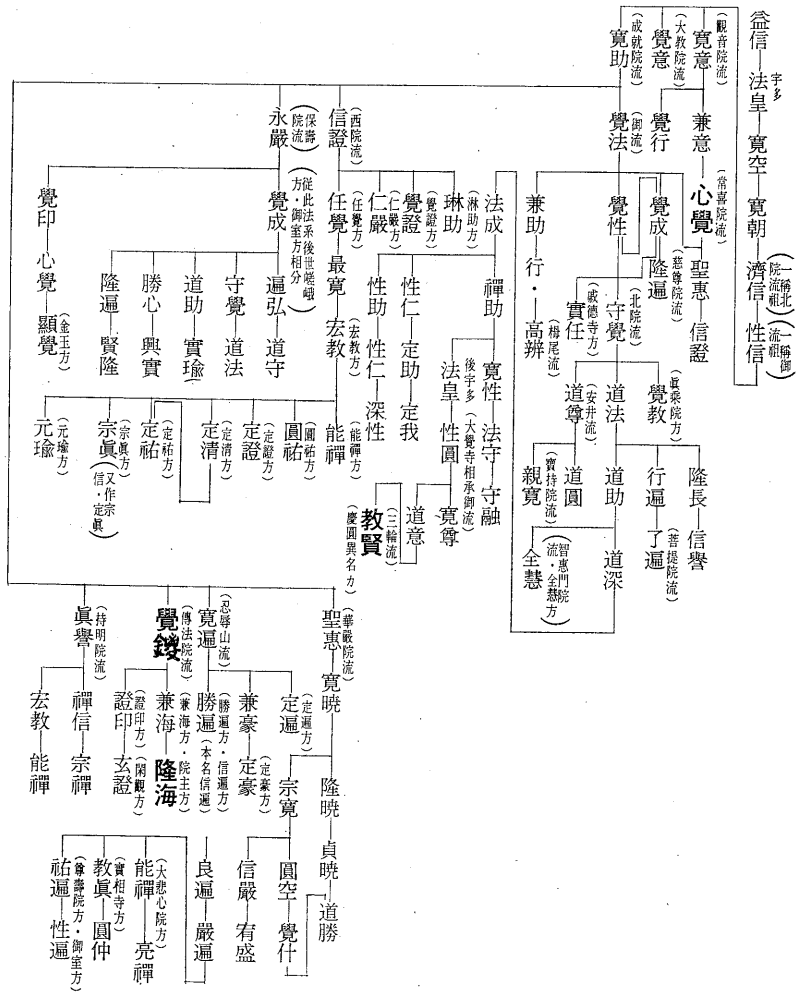 益信―宇多法皇―寛空―寛朝―濟信(一稱北院流祖)―性信(一稱御流祖)
寛意(觀音院流)―兼意―心覺(常喜院流)
覺意(大教院流)
覺行
寛助(成就院流)―覺法(御流)
聖惠―信證
覺成―隆遍(慈尊院流)
實任(戚德寺方)
覺性―守覺(北院流)
兼助―行・―高辨(栂尾流)
覺教(眞乘院方)
道法
道尊(安井流)
隆長―信譽
行遍―了遍(菩提院流)
道助―道深
道圓
親寛(寶持院流)
全慧(智惠門院流・全慧方)
法成―禪助―寛性―法守―守融
後宇多法皇(大覺寺相承御流)―性圓
寛尊
道意
教賢(三輪流)(慶圓異名カ)
信證(西院流)
琳助(淋助方)
覺證(覺證方)―性仁―定助―定我
仁嚴(仁嚴方)―性助―性仁―深性
任覺(任覺方)―最寛―宏教(宏教方)
能禪(能禪方)
圓祐(圓祐方)
定證(定證方)
定清(定清方)
定祐(定祐方)
宗眞(宗眞方)(又作宗信・定眞)
元瑜(元瑜方)
永嚴(保壽院流)
覺成(從此法系後世嵯峨方・御室方相分)
遍弘―道守
守覺―道法
道助―實瑜
勝心―興實
隆遍―賢隆
覺印―心覺―顯覺(金玉方)
聖惠(華嚴院流)―寛曉
隆曉―貞曉―道勝
宗寛
圓空―覺什
信嚴―宥盛
寛遍(忍辱山流)
定遍(定遍方)
兼豪―定豪(定豪方)
勝遍(勝遍方・信遍方)(本名信遍)
良遍―嚴遍
能禪(大悲心院方)―亮禪
教眞(寶相寺方)―圓仲
祐遍(尊壽院方・御室方)―性遍
覺鑁(傳法院流)
兼海(兼海方・院主方)―隆海
證印(證印方)―玄證(閑觀方)
眞譽(持明院流)
禪信―宗禪
宏教―能禪